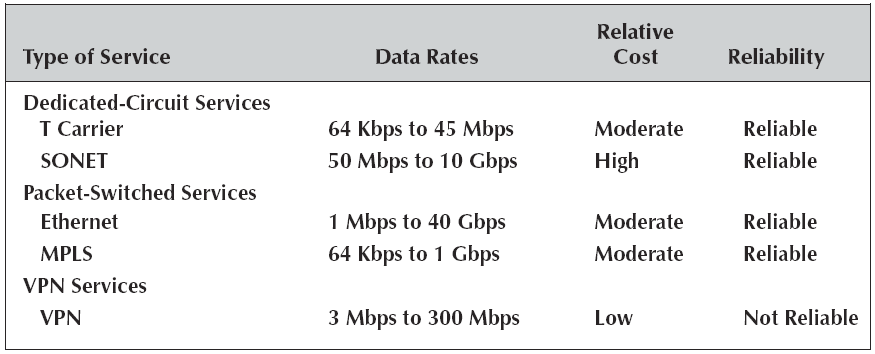 Type of Service Data Rates Relative Cost Reliability
Dedicated-Circuit Services
T Carrier 64 Kbps to 45 Mbps Moderate Reliable
SONET 50 Mbps to 10 Gbps High Reliable
Packet-Switched Services
Ethernet 1 Mbps to 40 Gbps Moderate Reliable
MPLS 64 Kbps to 1 Gbps Moderate Reliable
VPN Services
VPN 3 Mbps to 300 Mbps Low Not Reliable